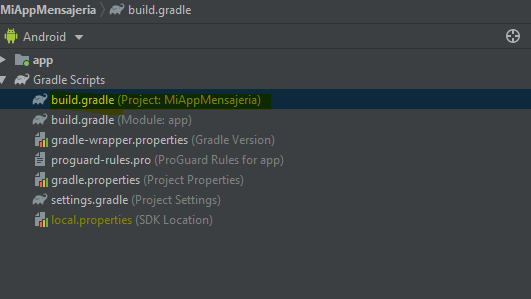 MiAppMensajeria build.gradle
Android
app
Gradle Scripts
build.gradle (Project: MiAppMensajeria)
build.gradle (Module: app)
gradle-wrapper.properties (Gradle Version)
proguard-rules.pro (ProGuard Rules for app)
gradle.properties (Project Properties)
settings.gradle (Project Settings)
local.properties (SDK Location)